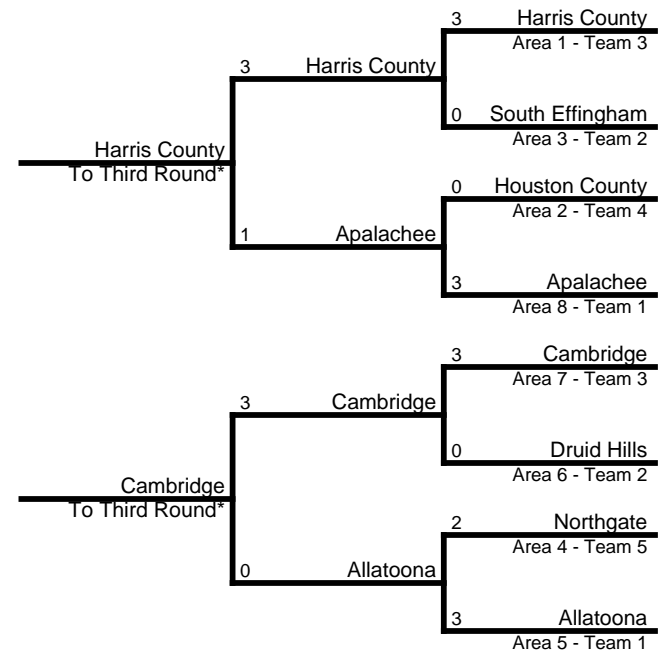 3 Harris County
Area 1 - Team 3
3 Harris County
0 South Effingham
Area 3 - Team 2
Harris County
To Third Round*
0 Houston County
Area 2 - Team 4
1 Apalachee
3 Apalachee
Area 8 - Team 1
3 Cambridge
Area 7 - Team 3
3 Cambridge
0 Druid Hills
Area 6 - Team 2
Cambridge
To Third Round*
2 Northgate
Area 4 - Team 5
0 Allatoona
3 Allatoona
Area 5 - Team 1